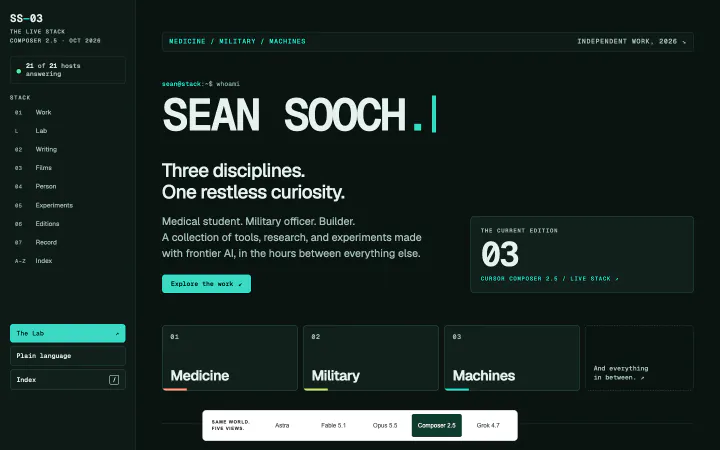 SS—03
THE LIVE STACK
COMPOSER 2.5 · OCT 2026
21 of 21 hosts
answering
STACK
01 Work
L Lab
02 Writing
03 Films
04 Person
05 Experiments
06 Editions
07 Record
A-Z Index
The Lab ↗
Plain language
Index /
MEDICINE / MILITARY / MACHINES
INDEPENDENT WORK, 2026 ↘
sean@stack:~$ whoami
SEAN SOOCH.
Three disciplines.
One restless curiosity.
Medical student. Military officer. Builder.
A collection of tools, research, and experiments made
with frontier AI, in the hours between everything else.
Explore the work ↙
THE CURRENT EDITION
03
CURSOR COMPOSER 2.5 / LIVE STACK ↗
01
Medicine
02
Military
03
Machines
And everything
in between. ↗
SAME WORLD.
FIVE VIEWS.
Astra
Fable 5.1
Opus 5.5
Composer 2.5
Grok 4.7